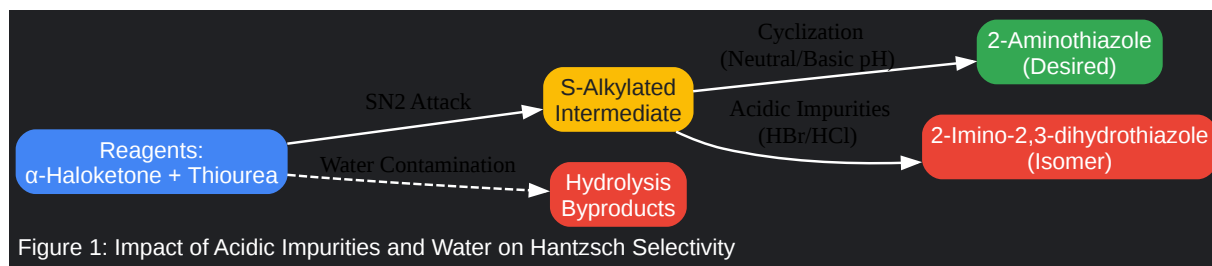 Cyclization
(Neutral/Basic pH)
2-Aminothiazole
(Desired)
SN2 Attack
S-Alkylated
Intermediate
Acidic Impurities
(HBr/HCl)
2-Imino-2,3-dihydrothiazole
(Isomer)
Reagents:
α-Haloketone + Thiourea
Water Contamination
Hydrolysis
Byproducts
Figure 1: Impact of Acidic Impurities and Water on Hantzsch Selectivity